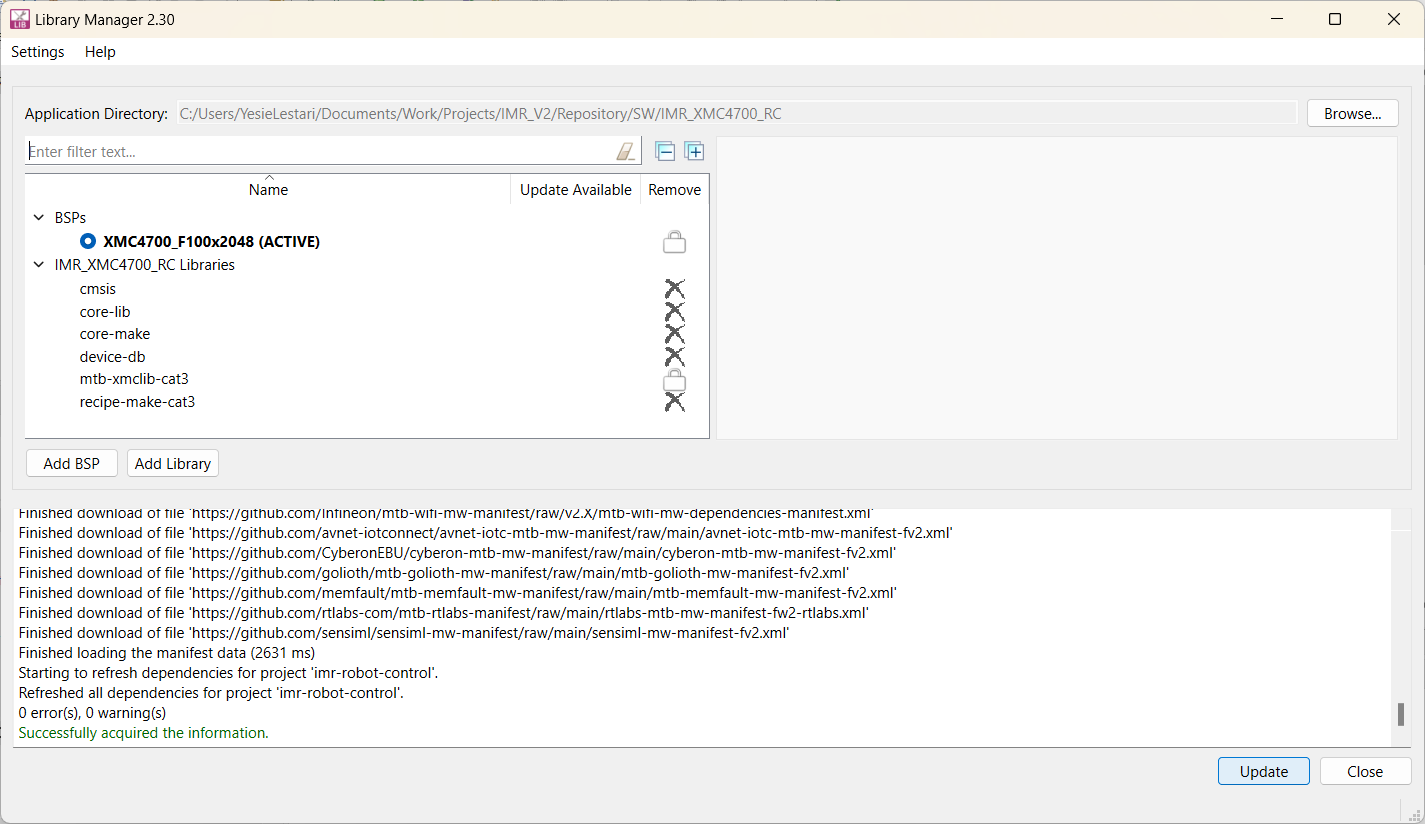 Library Manager 2.30
Settings Help
Application Directory: C:/Users/YesieLestari/Documents/Work/Projects/IMR_V2/Repository/SW/IMR_XMC4700_RC Browse...
Enter filter text...
Name Update Available Remove
BSPs
XMC4700_F100x2048 (ACTIVE)
IMR_XMC4700_RC Libraries
cmsis
core-lib
core-make
device-db
mtb-xmclib-cat3
recipe-make-cat3
Add BSP Add Library
Finished download of file 'https://github.com/Infineon/mtb-wifi-mw-manifest/raw/v2.X/mtb-wifi-mw-dependencies-manifest.xml'
Finished download of file 'https://github.com/avnet-iotconnect/avnet-iotc-mtb-mw-manifest/raw/main/avnet-iotc-mtb-mw-manifest-fv2.xml'
Finished download of file 'https://github.com/CyberonEBU/cyberon-mtb-mw-manifest/raw/main/cyberon-mtb-mw-manifest-fv2.xml'
Finished download of file 'https://github.com/golioth/mtb-golioth-mw-manifest/raw/main/mtb-golioth-mw-manifest-fv2.xml'
Finished download of file 'https://github.com/memfault/mtb-memfault-mw-manifest/raw/main/mtb-memfault-mw-manifest-fv2.xml'
Finished download of file 'https://github.com/rtlabs-com/mtb-rtlabs-manifest/raw/main/rtlabs-mtb-mw-manifest-fw2-rtlabs.xml'
Finished download of file 'https://github.com/sensiml/sensiml-mw-manifest/raw/main/sensiml-mw-manifest-fv2.xml'
Finished loading the manifest data (2631 ms)
Starting to refresh dependencies for project 'imr-robot-control'.
Refreshed all dependencies for project 'imr-robot-control'.
0 error(s), 0 warning(s)
Successfully acquired the information.
Update Close